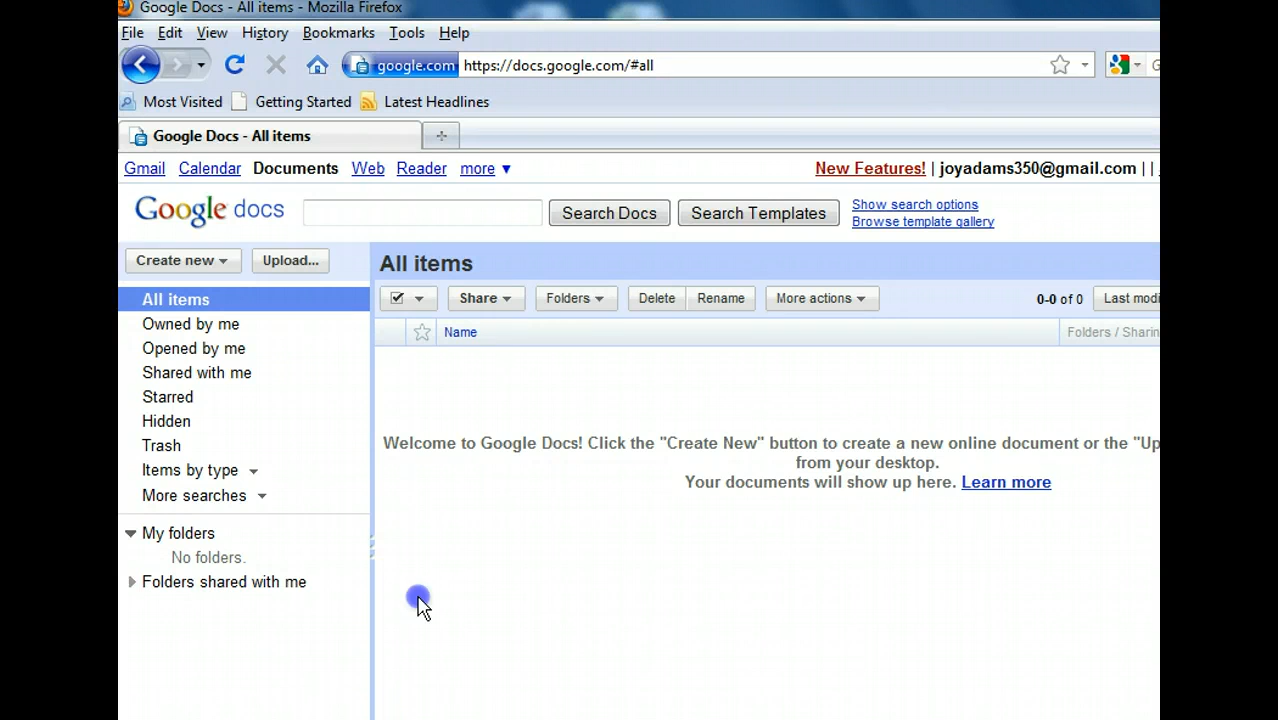 Google Docs - All items - Mozilla Firefox
File Edit View History Bookmarks Tools Help
google.com https://docs.google.com/#all
Most Visited Getting Started Latest Headlines
Google Docs - All items
Gmail Calendar Documents Web Reader more ▼ New Features! | joyadams350@gmail.com | |
Google docs Search Docs Search Templates Show search options
Browse template gallery
Create new Upload... All items
All items Share Folders Delete Rename More actions 0-0 of 0 Last modi
Owned by me Name Folders / Sharin
Opened by me
Shared with me
Starred
Hidden
Trash
Items by type
More searches
My folders
No folders.
Folders shared with me
Welcome to Google Docs! Click the "Create New" button to create a new online document or the "Up
from your desktop.
Your documents will show up here. Learn more